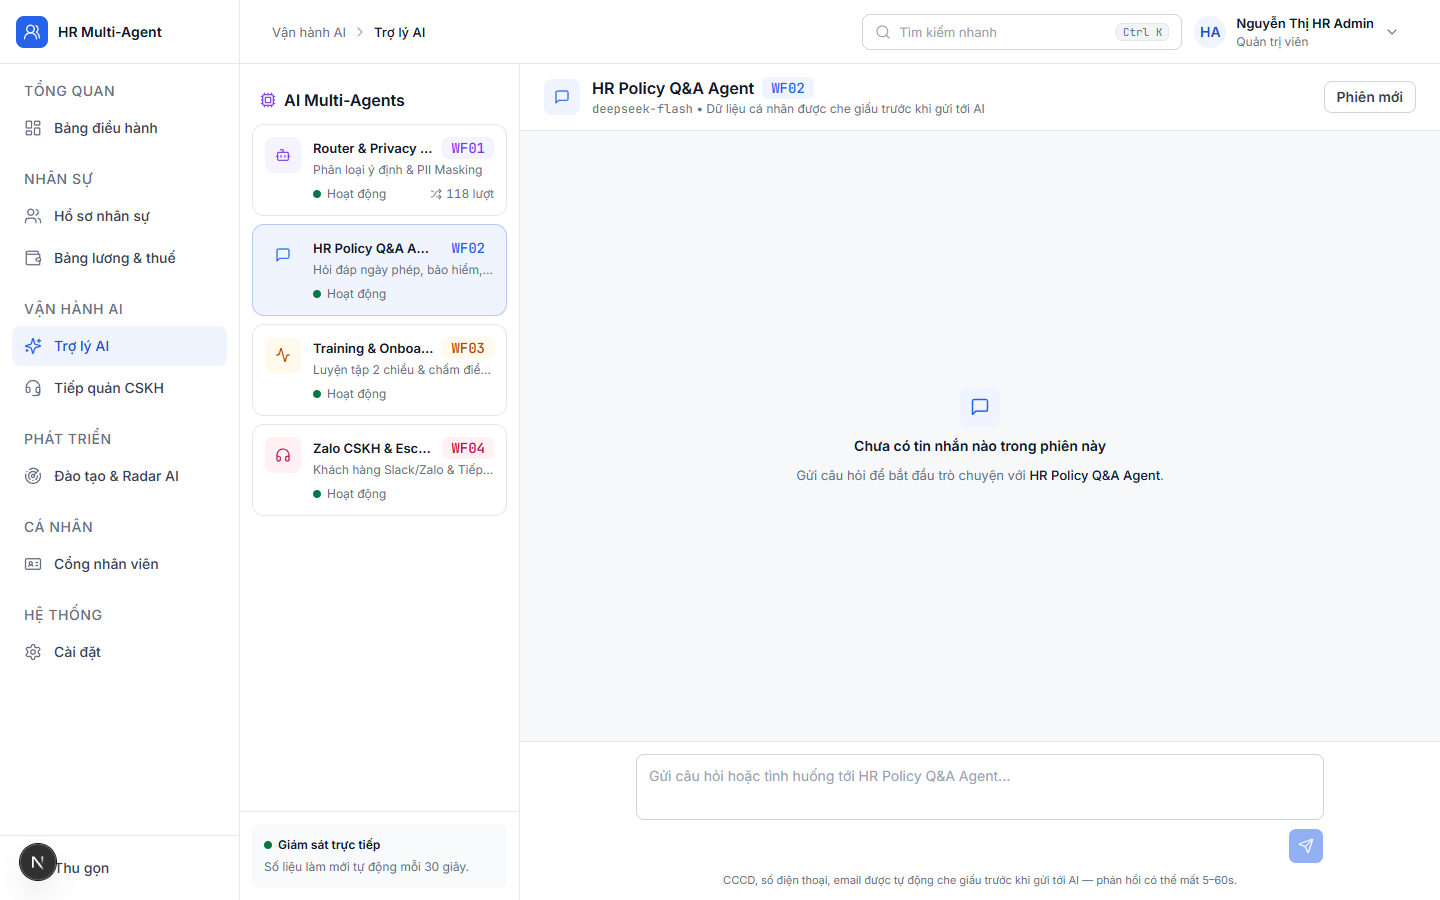 HR Multi-Agent
Vận hành AI > Trợ lý AI
Tìm kiếm nhanh
Ctrl K
HA
Nguyễn Thị HR Admin
Quản trị viên
TỔNG QUAN
Bảng điều hành
NHÂN SỰ
Hồ sơ nhân sự
Bảng lương & thuế
VẬN HÀNH AI
Trợ lý AI
Tiếp quản CSKH
PHÁT TRIỂN
Đào tạo & Radar AI
CÁ NHÂN
Cổng nhân viên
HỆ THỐNG
Cài đặt
N
Thu gọn
AI Multi-Agents
Router & Privacy ... WF01
Phân loại ý định & PII Masking
Hoạt động 118 lượt
HR Policy Q&A A... WF02
Hỏi đáp ngày phép, bảo hiểm,...
Hoạt động
Training & Onboa... WF03
Luyện tập 2 chiều & chấm điể...
Hoạt động
Zalo CSKH & Esc... WF04
Khách hàng Slack/Zalo & Tiếp...
Hoạt động
Giám sát trực tiếp
Số liệu làm mới tự động mỗi 30 giây.
HR Policy Q&A Agent WF02
deepseek-flash • Dữ liệu cá nhân được che giấu trước khi gửi tới AI
Phiên mới
Chưa có tin nhắn nào trong phiên này
Gửi câu hỏi để bắt đầu trò chuyện với HR Policy Q&A Agent.
Gửi câu hỏi hoặc tình huống tới HR Policy Q&A Agent...
CCCD, số điện thoại, email được tự động che giấu trước khi gửi tới AI — phản hồi có thể mất 5–60s.